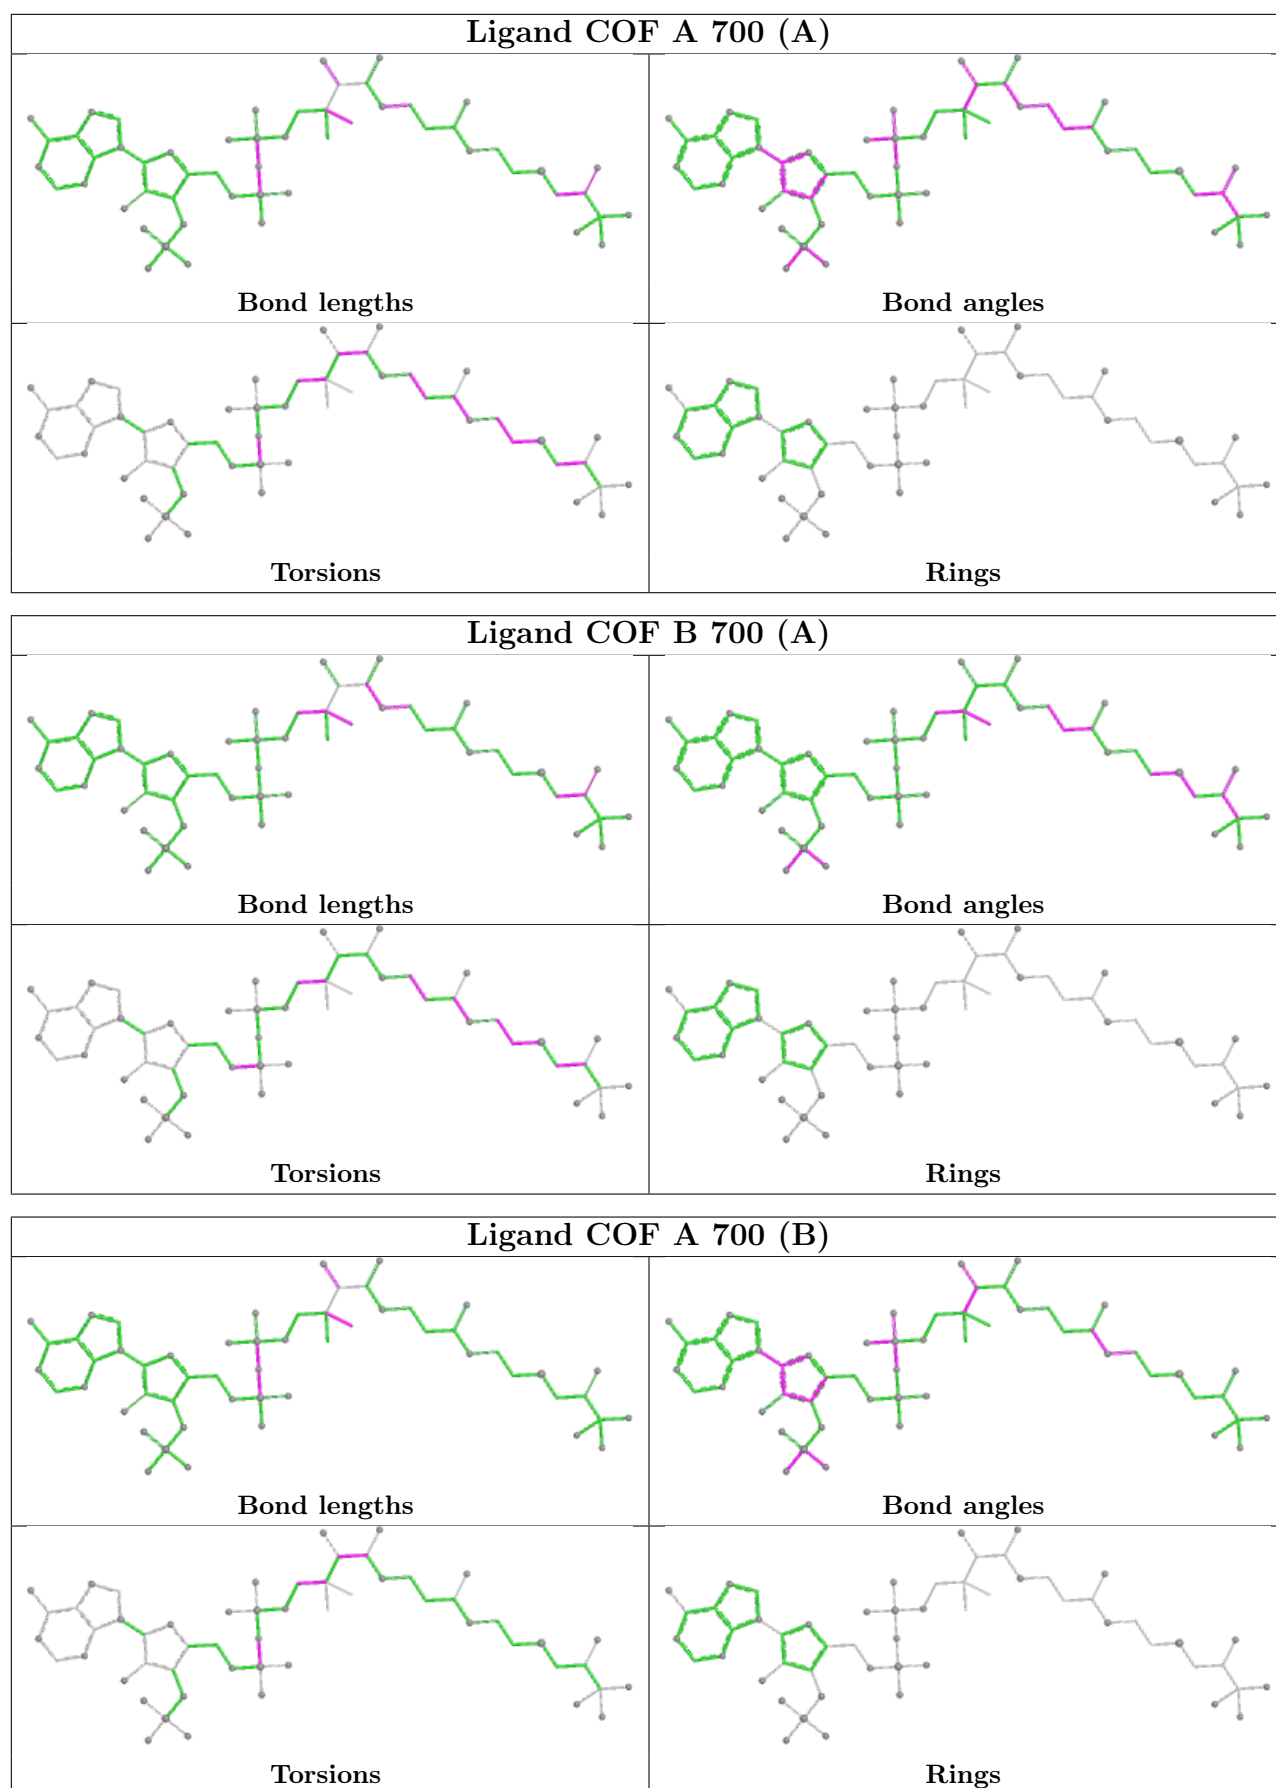 Ligand COF A 700 (A)
Bond lengths
Bond angles
Torsions
Rings
Ligand COF B 700 (A)
Bond lengths
Bond angles
Torsions
Rings
Ligand COF A 700 (B)
Bond lengths
Bond angles
Torsions
Rings